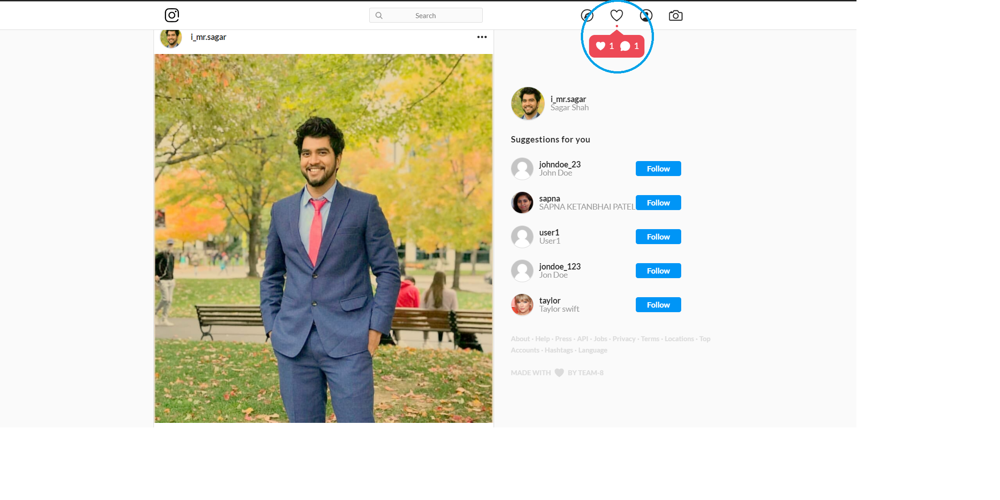 Search
i_mr.sagar
1 1
i_mr.sagar
Sagar Shah
Suggestions for you
johndoe_23
John Doe
Follow
sapna
SAPNA KETANBHAI PATEL
Follow
user1
User1
Follow
jondoe_123
Jon Doe
Follow
taylor
Taylor swift
Follow
About · Help · Press · API · Jobs · Privacy · Terms · Locations · Top
Accounts · Hashtags · Language
MADE WITH BY TEAM-8